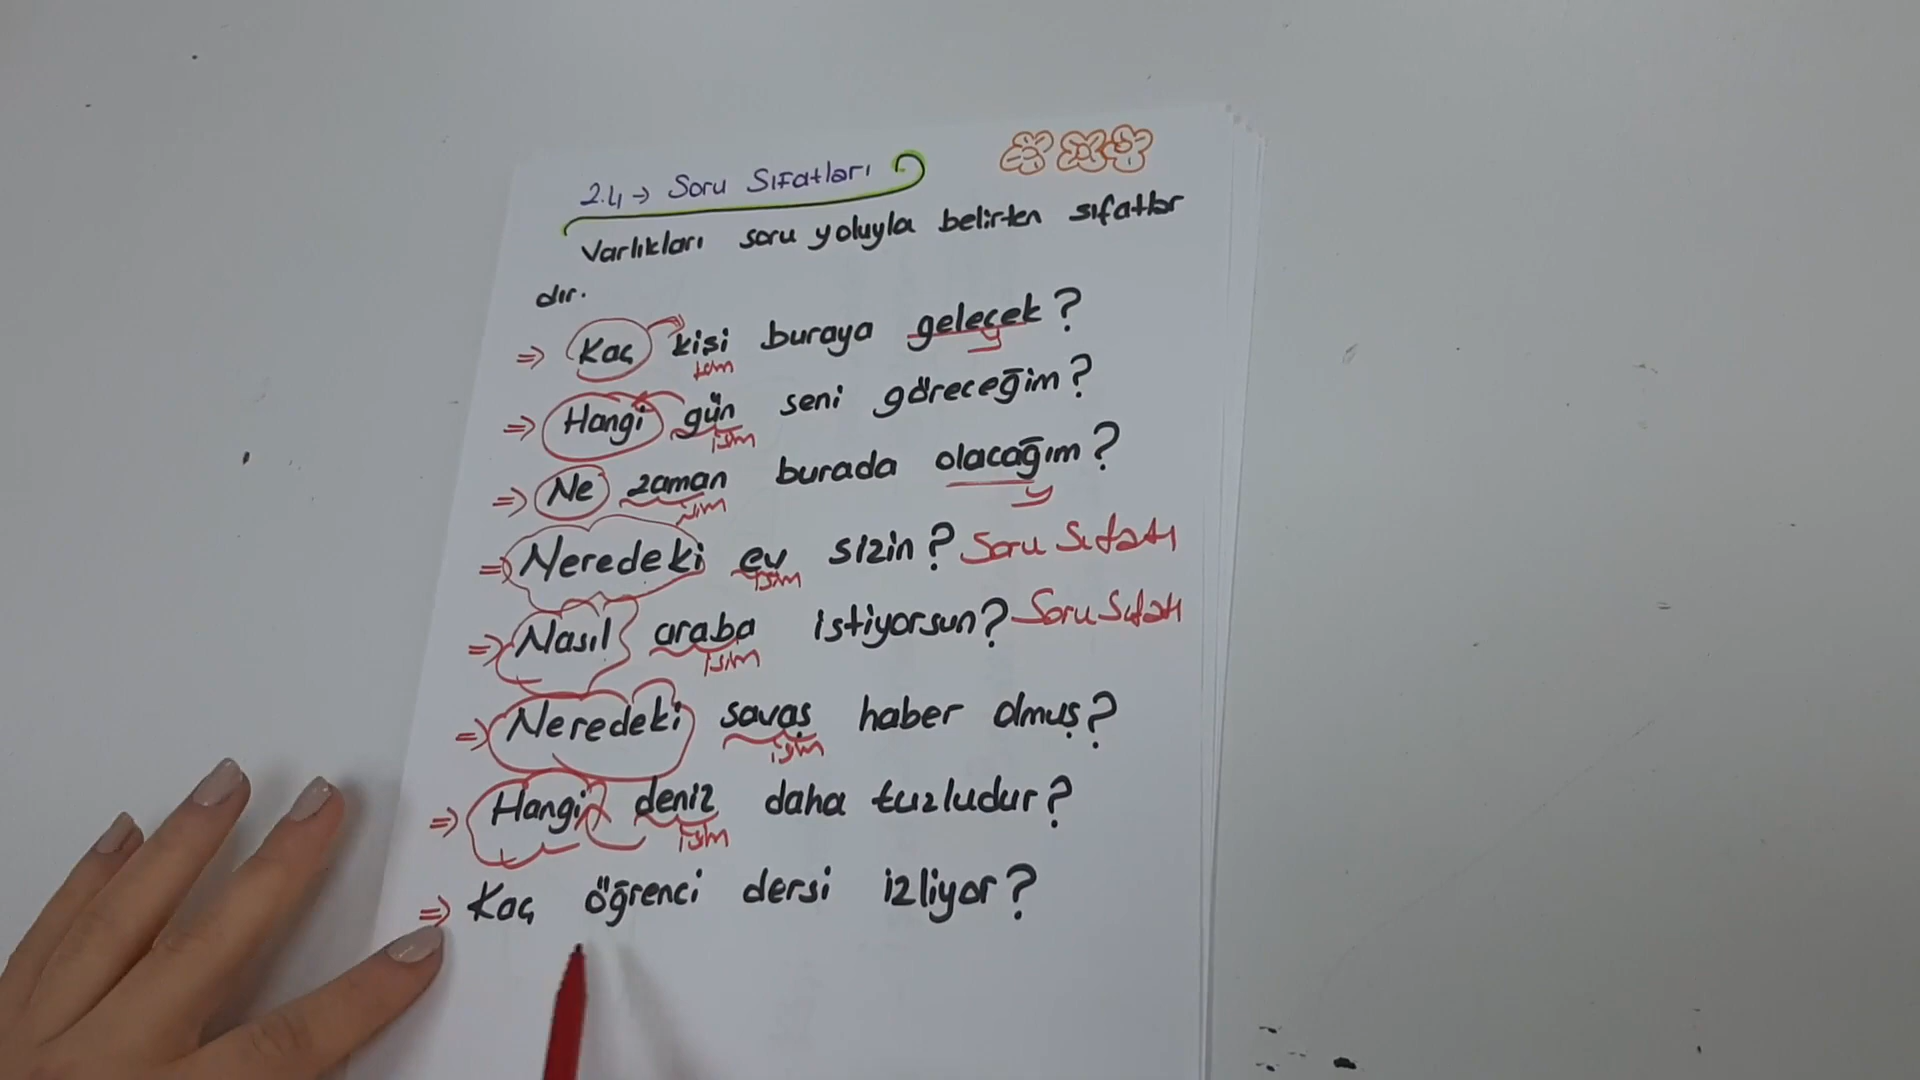 2.4 → Soru Sıfatları
Varlıkları soru yoluyla belirten sıfatlar
dır.
⇒ Kaç kişi buraya gelecek?
isim y
⇒ Hangi gün seni göreceğim?
isim
⇒ Ne zaman burada olacağım?
isim y
⇒ Neredeki ev sizin? Soru Sıfatı
isim
⇒ Nasıl araba istiyorsun? Soru Sıfatı
isim
⇒ Neredeki savaş haber olmuş?
isim
⇒ Hangi deniz daha tuzludur?
isim
⇒ Kaç öğrenci dersi izliyor?